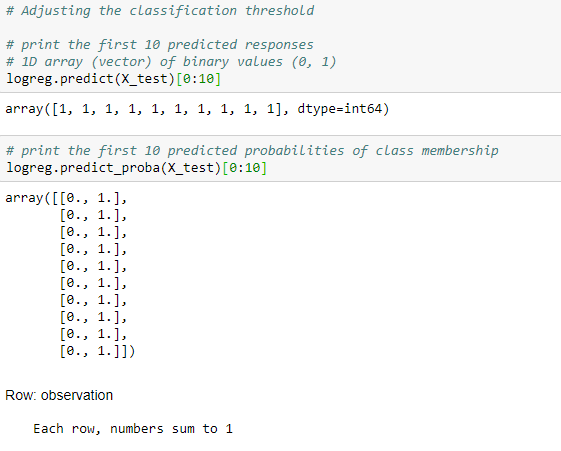 # Adjusting the classification threshold
# print the first 10 predicted responses
# 1D array (vector) of binary values (0, 1)
logreg.predict(X_test)[0:10]
array([1, 1, 1, 1, 1, 1, 1, 1, 1, 1], dtype=int64)
# print the first 10 predicted probabilities of class membership
logreg.predict_proba(X_test)[0:10]
array([[0., 1.],
[0., 1.],
[0., 1.],
[0., 1.],
[0., 1.],
[0., 1.],
[0., 1.],
[0., 1.],
[0., 1.],
[0., 1.]])
Row: observation
Each row, numbers sum to 1